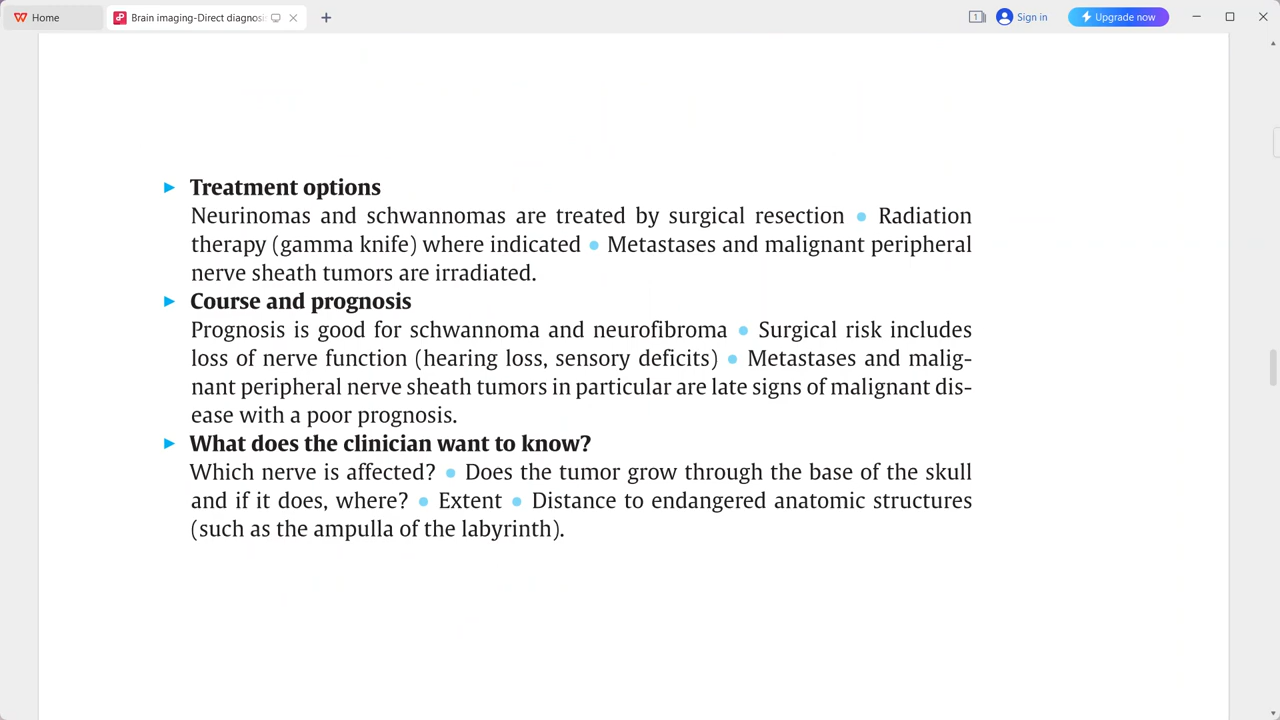 Home
Brain imaging-Direct diagnosi
1
Sign in
Upgrade now
► Treatment options
Neurinomas and schwannomas are treated by surgical resection ● Radiation
therapy (gamma knife) where indicated ● Metastases and malignant peripheral
nerve sheath tumors are irradiated.
► Course and prognosis
Prognosis is good for schwannoma and neurofibroma ● Surgical risk includes
loss of nerve function (hearing loss, sensory deficits) ● Metastases and malig-
nant peripheral nerve sheath tumors in particular are late signs of malignant dis-
ease with a poor prognosis.
► What does the clinician want to know?
Which nerve is affected? ● Does the tumor grow through the base of the skull
and if it does, where? ● Extent ● Distance to endangered anatomic structures
(such as the ampulla of the labyrinth).